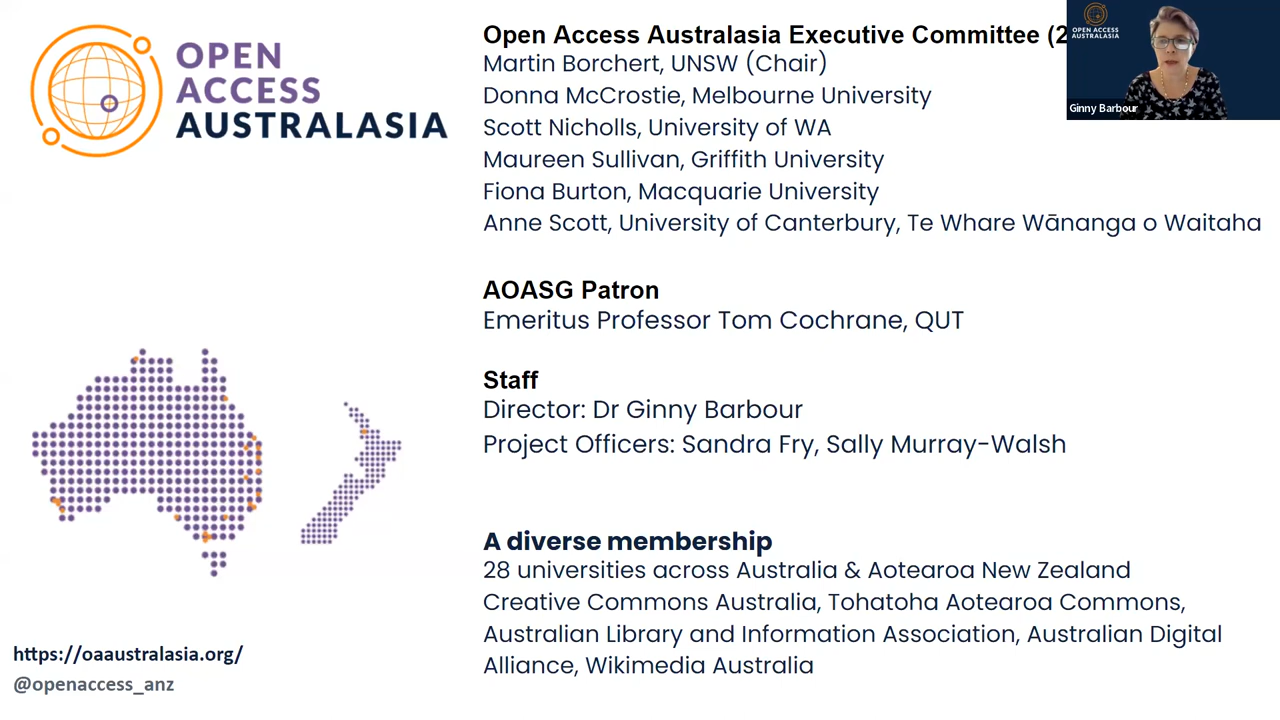 OPEN
ACCESS
AUSTRALASIA
Open Access Australasia Executive Committee (2
Martin Borchert, UNSW (Chair)
Donna McCrostie, Melbourne University
Scott Nicholls, University of WA
Maureen Sullivan, Griffith University
Fiona Burton, Macquarie University
Anne Scott, University of Canterbury, Te Whare Wānanga o Waitaha
OPEN ACCESS
AUSTRALASIA
Ginny Barbour
AOASG Patron
Emeritus Professor Tom Cochrane, QUT
Staff
Director: Dr Ginny Barbour
Project Officers: Sandra Fry, Sally Murray-Walsh
A diverse membership
28 universities across Australia & Aotearoa New Zealand
Creative Commons Australia, Tohatoha Aotearoa Commons,
Australian Library and Information Association, Australian Digital
Alliance, Wikimedia Australia
https://oaaustralasia.org/
@openaccess_anz